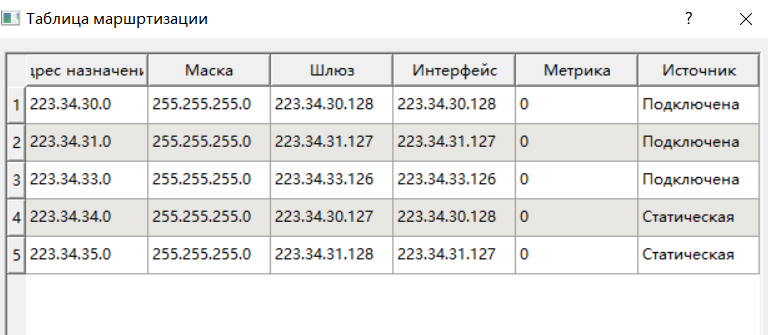 Таблица маршртизации ?
дрес назначени Маска Шлюз Интерфейс Метрика Источник
1 223.34.30.0 255.255.255.0 223.34.30.128 223.34.30.128 0 Подключена
2 223.34.31.0 255.255.255.0 223.34.31.127 223.34.31.127 0 Подключена
3 223.34.33.0 255.255.255.0 223.34.33.126 223.34.33.126 0 Подключена
4 223.34.34.0 255.255.255.0 223.34.30.127 223.34.30.128 0 Статическая
5 223.34.35.0 255.255.255.0 223.34.31.128 223.34.31.127 0 Статическая